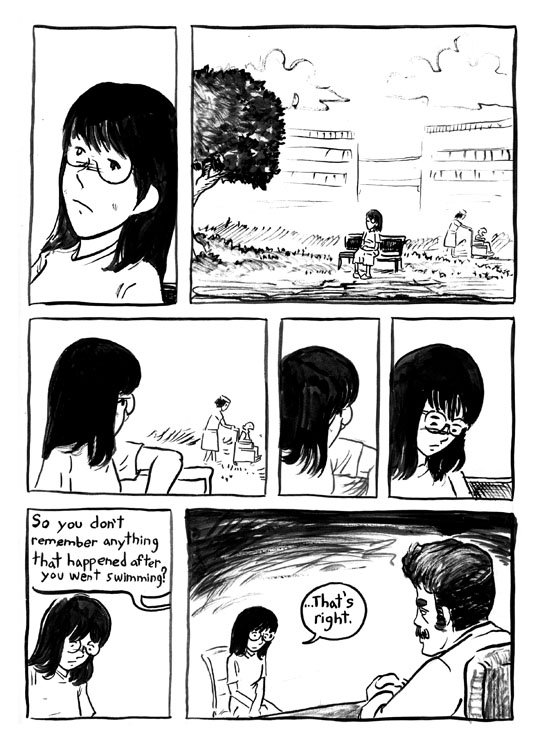 So you don't
remember anything
that happened after
you went swimming?
...That's
right.